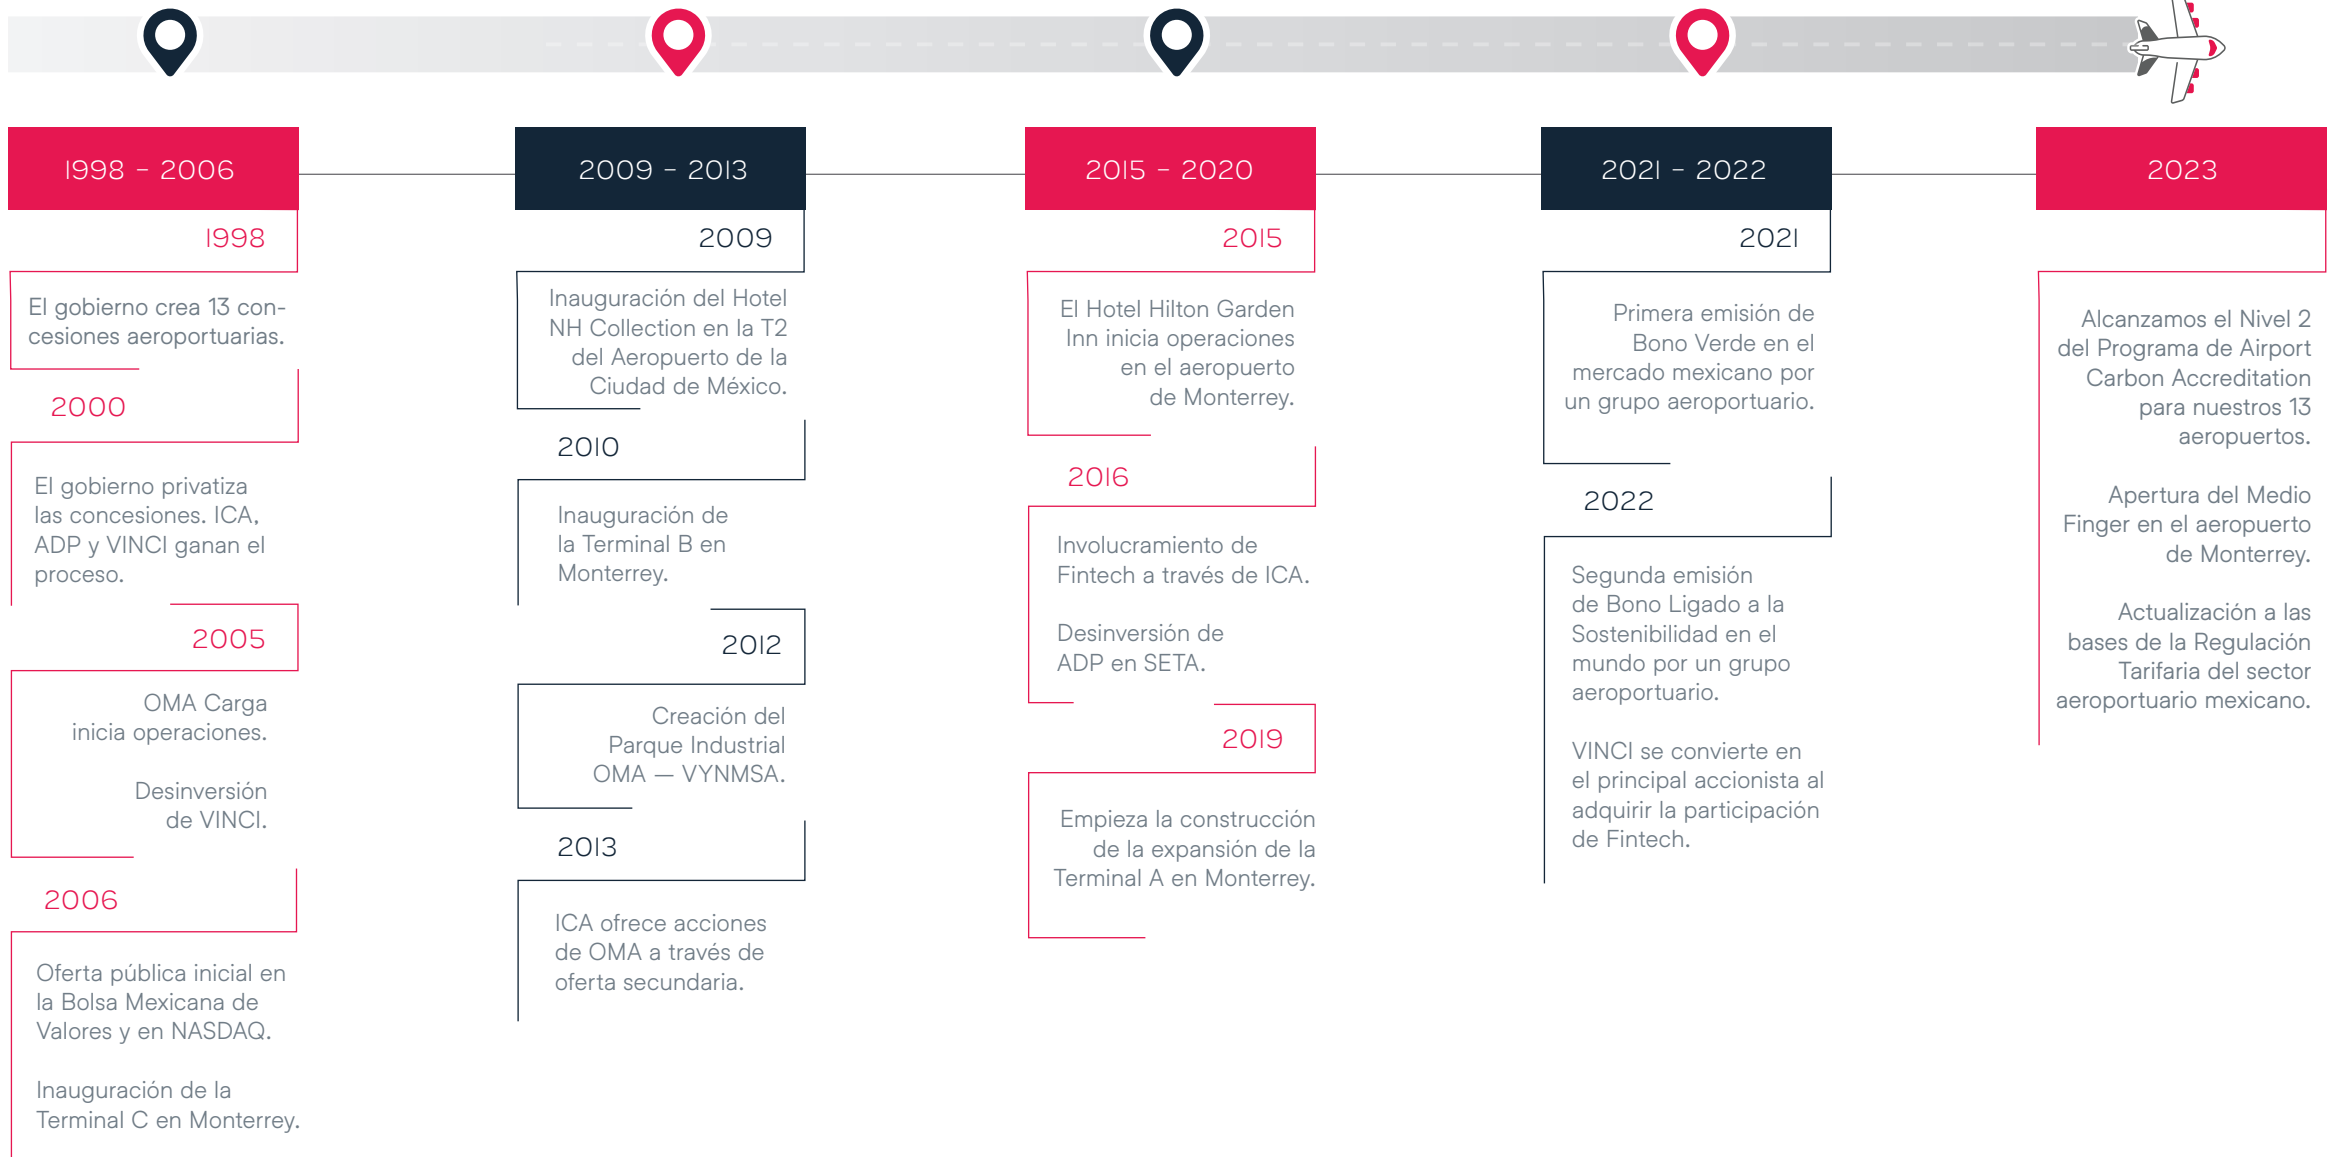 1998 – 2006
1998
El gobierno crea 13 con-
cesiones aeroportuarias.
2000
El gobierno privatiza
las concesiones. ICA,
ADP y VINCI ganan el
proceso.
2005
OMA Carga
inicia operaciones.
Desinversión
de VINCI.
2006
Oferta pública inicial en
la Bolsa Mexicana de
Valores y en NASDAQ.
Inauguración de la
Terminal C en Monterrey.
2009 – 2013
2009
Inauguración del Hotel
NH Collection en la T2
del Aeropuerto de la
Ciudad de México.
2010
Inauguración de
la Terminal B en
Monterrey.
2012
Creación del
Parque Industrial
OMA — VYNMSA.
2013
ICA ofrece acciones
de OMA a través de
oferta secundaria.
2015 – 2020
2015
El Hotel Hilton Garden
Inn inicia operaciones
en el aeropuerto
de Monterrey.
2016
Involucramiento de
Fintech a través de ICA.
Desinversión de
ADP en SETA.
2019
Empieza la construcción
de la expansión de la
Terminal A en Monterrey.
2021 – 2022
2021
Primera emisión de
Bono Verde en el
mercado mexicano por
un grupo aeroportuario.
2022
Segunda emisión
de Bono Ligado a la
Sostenibilidad en el
mundo por un grupo
aeroportuario.
VINCI se convierte en
el principal accionista al
adquirir la participación
de Fintech.
2023
Alcanzamos el Nivel 2
del Programa de Airport
Carbon Accreditation
para nuestros 13
aeropuertos.
Apertura del Medio
Finger en el aeropuerto
de Monterrey.
Actualización a las
bases de la Regulación
Tarifaria del sector
aeroportuario mexicano.